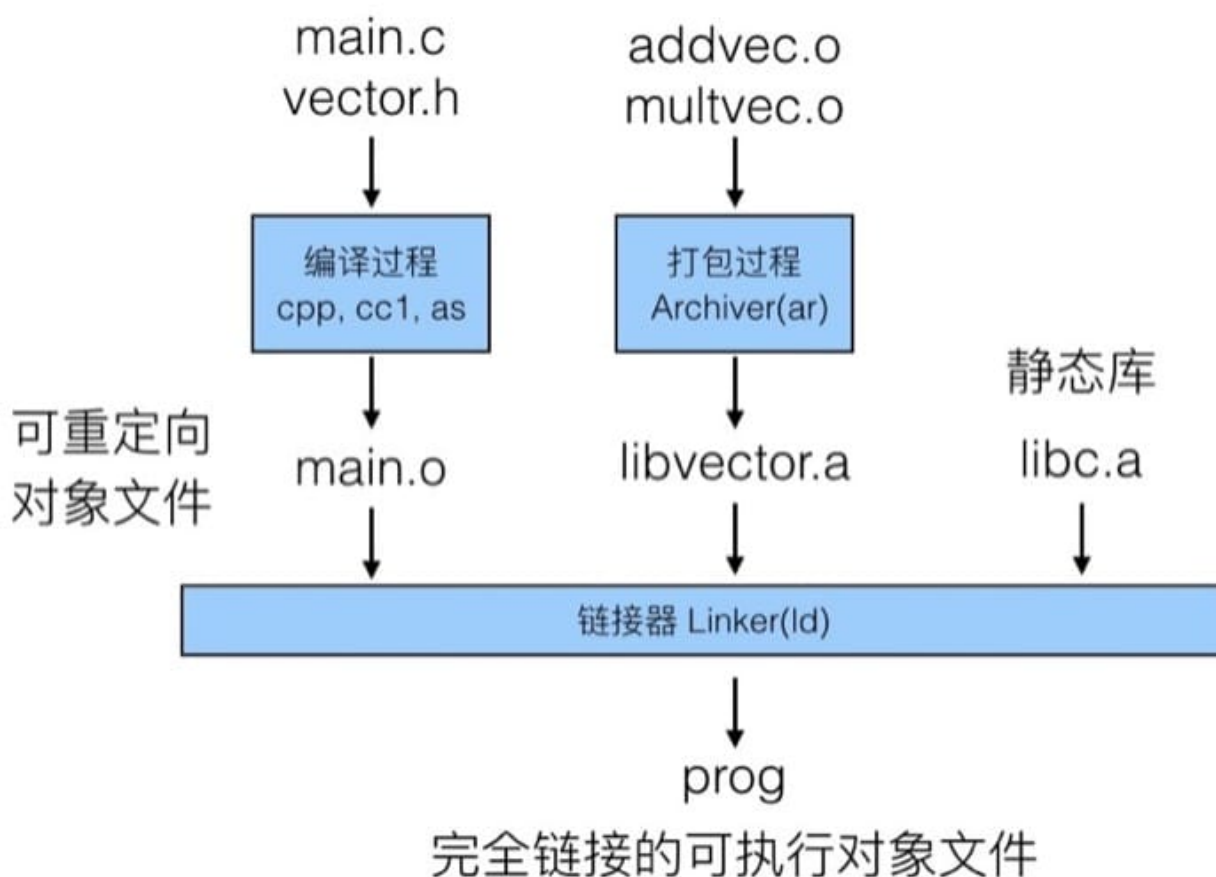 main.c
vector.h
addvec.o
multvec.o
编译过程
cpp, cc1, as
打包过程
Archiver(ar)
静态库
可重定向
对象文件
main.o
libvector.a
libc.a
链接器 Linker(ld)
prog
完全链接的可执行对象文件